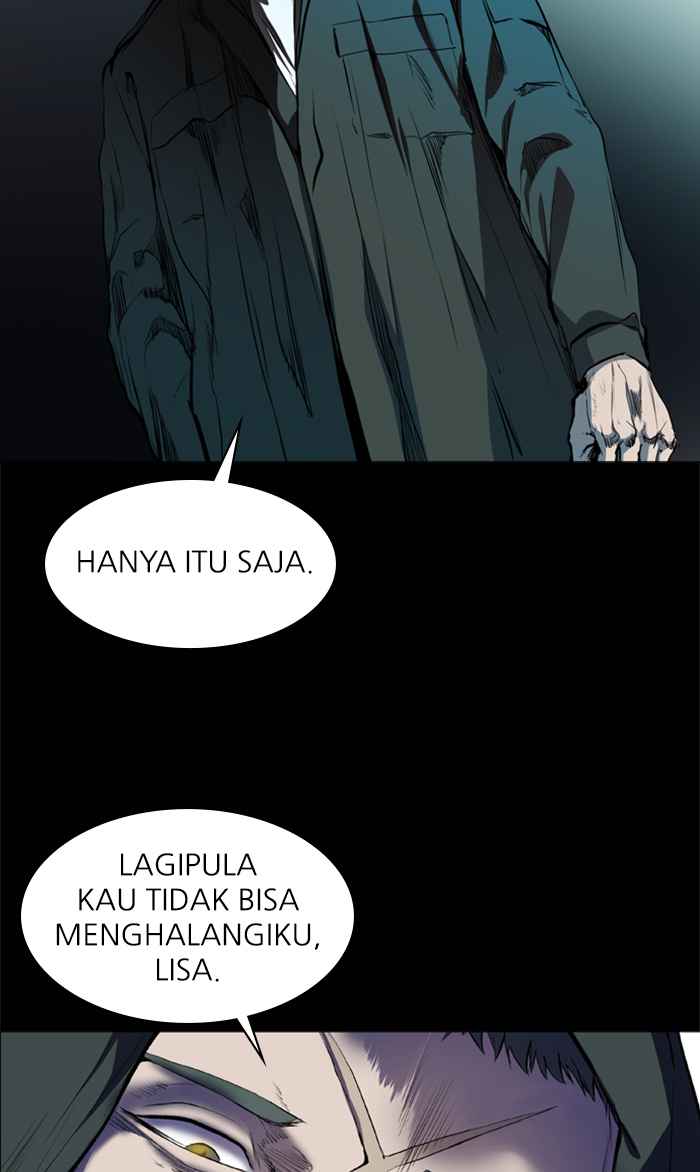 HANYA ITU SAJA.
LAGIPULA
KAU TIDAK BISA
MENGHALANGIKU,
LISA.